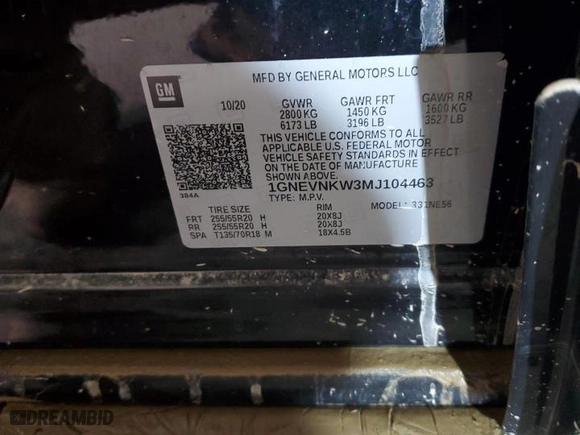 GM
MFD BY GENERAL MOTORS LLC
10/20 GVWR GAWR FRT GAWR RR
2800 KG 1450 KG 1600 KG
6173 LB 3196 LB 3527 LB
THIS VEHICLE CONFORMS TO ALL
APPLICABLE U.S. FEDERAL MOTOR
VEHICLE SAFETY STANDARDS IN EFFECT
ON THE DATE OF MANUFACTURE
SHOWN ABOVE.
384A
1GNEVNKW3MJ104463
TYPE: M.P.V. MODEL: 331NE56
TIRE SIZE RIM
FRT 255/55R20 H 20X8J
RR 255/55R20 H 20X8J
SPA T135/70R18 M 18X4.5B
DREAMBID